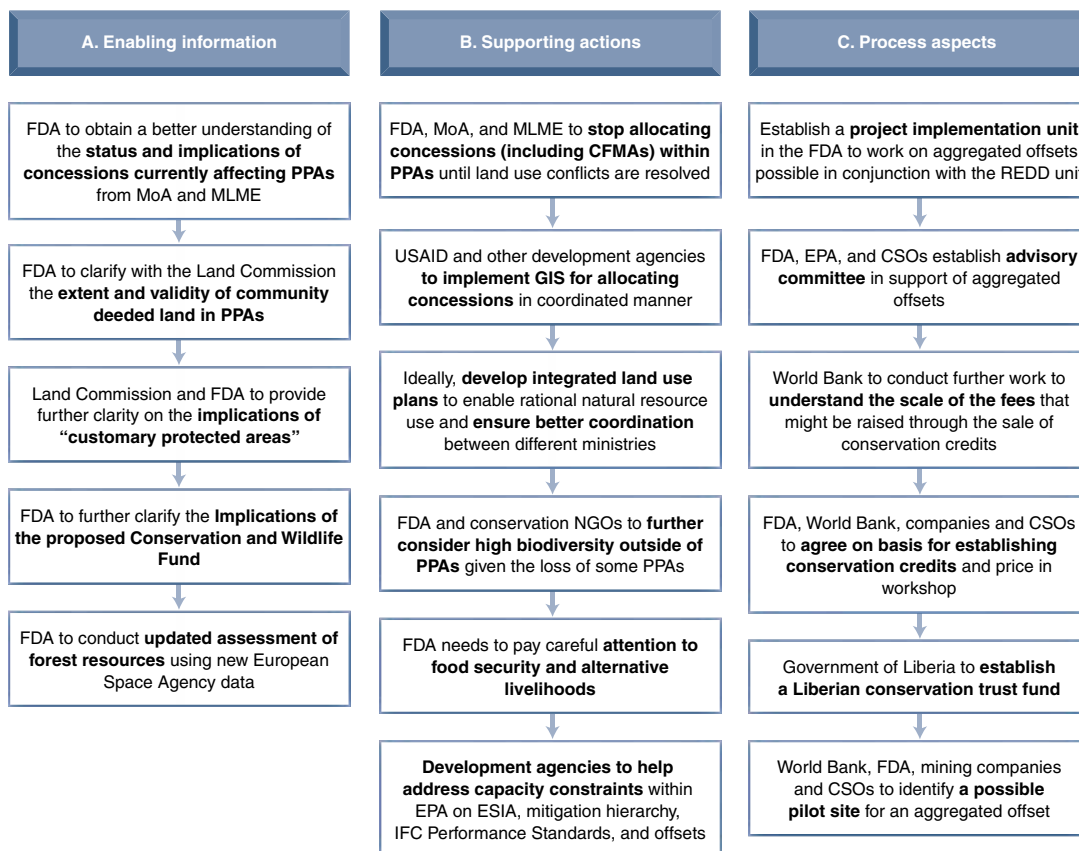 A. Enabling information
FDA to obtain a better understanding of
the status and implications of
concessions currently affecting PPAs
from MoA and MLME
FDA to clarify with the Land Commission
the extent and validity of community
deeded land in PPAs
Land Commission and FDA to provide
further clarity on the implications of
“customary protected areas”
FDA to further clarify the Implications of
the proposed Conservation and Wildlife
Fund
FDA to conduct updated assessment of
forest resources using new European
Space Agency data
B. Supporting actions
FDA, MoA, and MLME to stop allocating
concessions (including CFMAs) within
PPAs until land use conflicts are resolved
USAID and other development agencies
to implement GIS for allocating
concessions in coordinated manner
Ideally, develop integrated land use
plans to enable rational natural resource
use and ensure better coordination
between different ministries
FDA and conservation NGOs to further
consider high biodiversity outside of
PPAs given the loss of some PPAs
FDA needs to pay careful attention to
food security and alternative
livelihoods
Development agencies to help
address capacity constraints within
EPA on ESIA, mitigation hierarchy,
IFC Performance Standards, and offsets
C. Process aspects
Establish a project implementation unit
in the FDA to work on aggregated offsets
possible in conjunction with the REDD unit
FDA, EPA, and CSOs establish advisory
committee in support of aggregated
offsets
World Bank to conduct further work to
understand the scale of the fees that
might be raised through the sale of
conservation credits
FDA, World Bank, companies and CSOs
to agree on basis for establishing
conservation credits and price in
workshop
Government of Liberia to establish
a Liberian conservation trust fund
World Bank, FDA, mining companies
and CSOs to identify a possible
pilot site for an aggregated offset